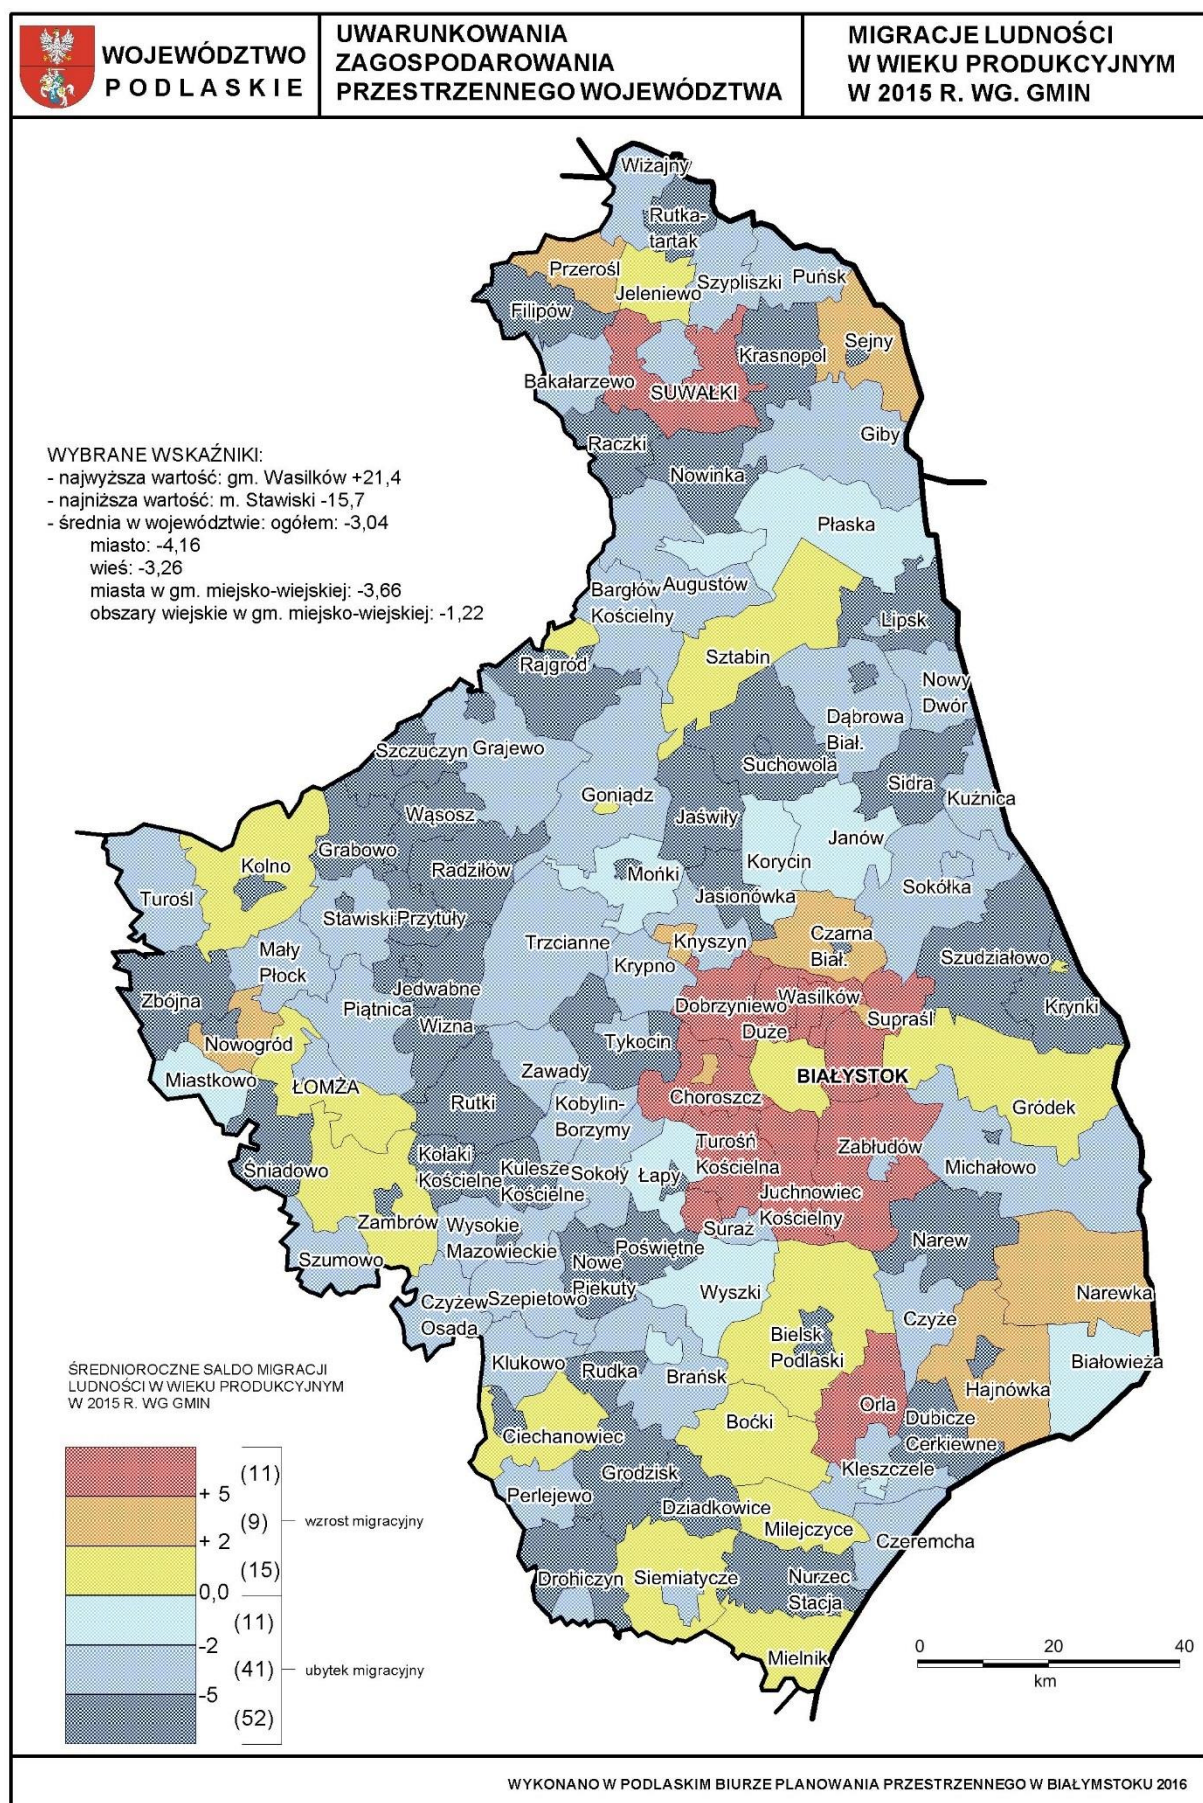 WOJEWÓDZTWO
PODLASKIE
UWARUNKOWANIA
ZAGOSPODAROWANIA
PRZESTRZENNEGO WOJEWÓDZTWA
MIGRACJE LUDNOŚCI
W WIEKU PRODUKCYJNYM
W 2015 R. WG. GMIN
Wiżajny
Rutka-
tartak
Przerośl
Jeleniewo
Szypliszki
Puńsk
Filipów
Sejny
Krasnopol
Bakałarzewo
SUWAŁKI
Giby
Raczki
Nowinka
WYBRANE WSKAŹNIKI:
- najwyższa wartość: gm. Wasilków +21,4
- najniższa wartość: m. Stawiski -15,7
- średnia w województwie: ogółem: -3,04
miasto: -4,16
wieś: -3,26
miasta w gm. miejsko-wiejskiej: -3,66
obszary wiejskie w gm. miejsko-wiejskiej: -1,22
Płaska
Augustów
Bargłów
Kościelny
Lipsk
Rajgród
Sztabin
Nowy
Dwór
Dąbrowa
Biał.
Szczuczyn
Grajewo
Suchowola
Sidra
Goniądz
Kuźnica
Wąsosz
Jaświły
Janów
Grabowo
Kolno
Radziłów
Mońki
Korycin
Turośl
Jasionówka
Sokółka
Stawiski
Przytuły
Trzcianne
Knyszyn
Czarna
Biał.
Mały
Płock
Krypno
Szudziałowo
Zbójna
Jedwabne
Piątnica
Dobrzyniewo
Duże
Wasilków
Supraśl
Krynki
Wizna
Nowogród
Tykocin
Miastkowo
ŁOMŻA
Zawady
BIAŁYSTOK
Choroszcz
Rutki
Kobylin-
Borzymy
Gródek
Turośń
Kościelna
Zabłudów
Śniadowo
Kołaki
Kościelne
Kulesze
Kościelne
Sokoły
Łapy
Michałowo
Juchnowiec
Kościelny
Zambrów
Wysokie
Mazowieckie
Suraż
Szumowo
Poświętne
Narew
Nowe
Piekuty
Wyszki
Narewka
Czyżew
Osada
Szepietowo
Czyże
Bielsk
Podlaski
Klukowo
Rudka
Brańsk
Białowieża
Hajnówka
Orla
Boćki
Dubicze
Cerkiewne
Ciechanowiec
Kleszczele
Grodzisk
Perlejewo
Dziadkowice
Milejczyce
Czeremcha
Drohiczyn
Siemiatycze
Nurzec
Stacja
Mielnik
ŚREDNIOROCZNE SALDO MIGRACJI
LUDNOŚCI W WIEKU PRODUKCYJNYM
W 2015 R. WG GMIN
(11)
+ 5
(9)
wzrost migracyjny
+ 2
(15)
0,0
(11)
-2
(41)
ubytek migracyjny
-5
(52)
0 20 40
km
WYKONANO W PODLASKIM BIURZE PLANOWANIA PRZESTRZENNEGO W BIAŁYMSTOKU 2016